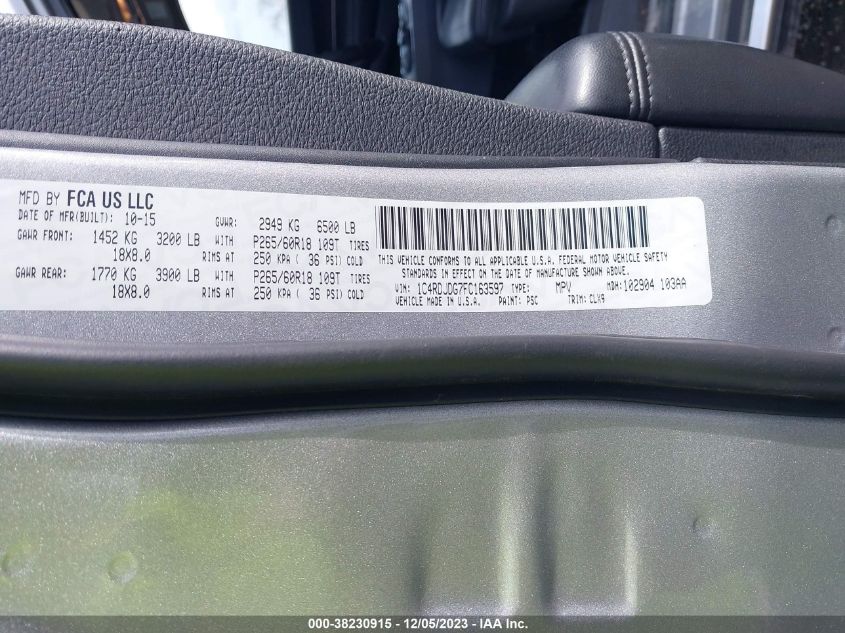 MFD BY FCA US LLC
DATE OF MFR(BUILT): 10-15 GVWR: 2949 KG 6500 LB
GAWR FRONT: 1452 KG 3200 LB WITH P265/60R18 109T TIRES
18X8.0 RIMS AT 250 KPA ( 36 PSI) COLD
GAWR REAR: 1770 KG 3900 LB WITH P265/60R18 109T TIRES
18X8.0 RIMS AT 250 KPA ( 36 PSI) COLD
THIS VEHICLE CONFORMS TO ALL APPLICABLE U.S.A. FEDERAL MOTOR VEHICLE SAFETY
STANDARDS IN EFFECT ON THE DATE OF MANUFACTURE SHOWN ABOVE.
VIN: 1C4RDJDG7FC163597 TYPE: MPV MDH: 102904 103AA
VEHICLE MADE IN U.S.A. PAINT: PSC TRIM: CLX9
000-38230915 - 12/05/2023 - IAA Inc.